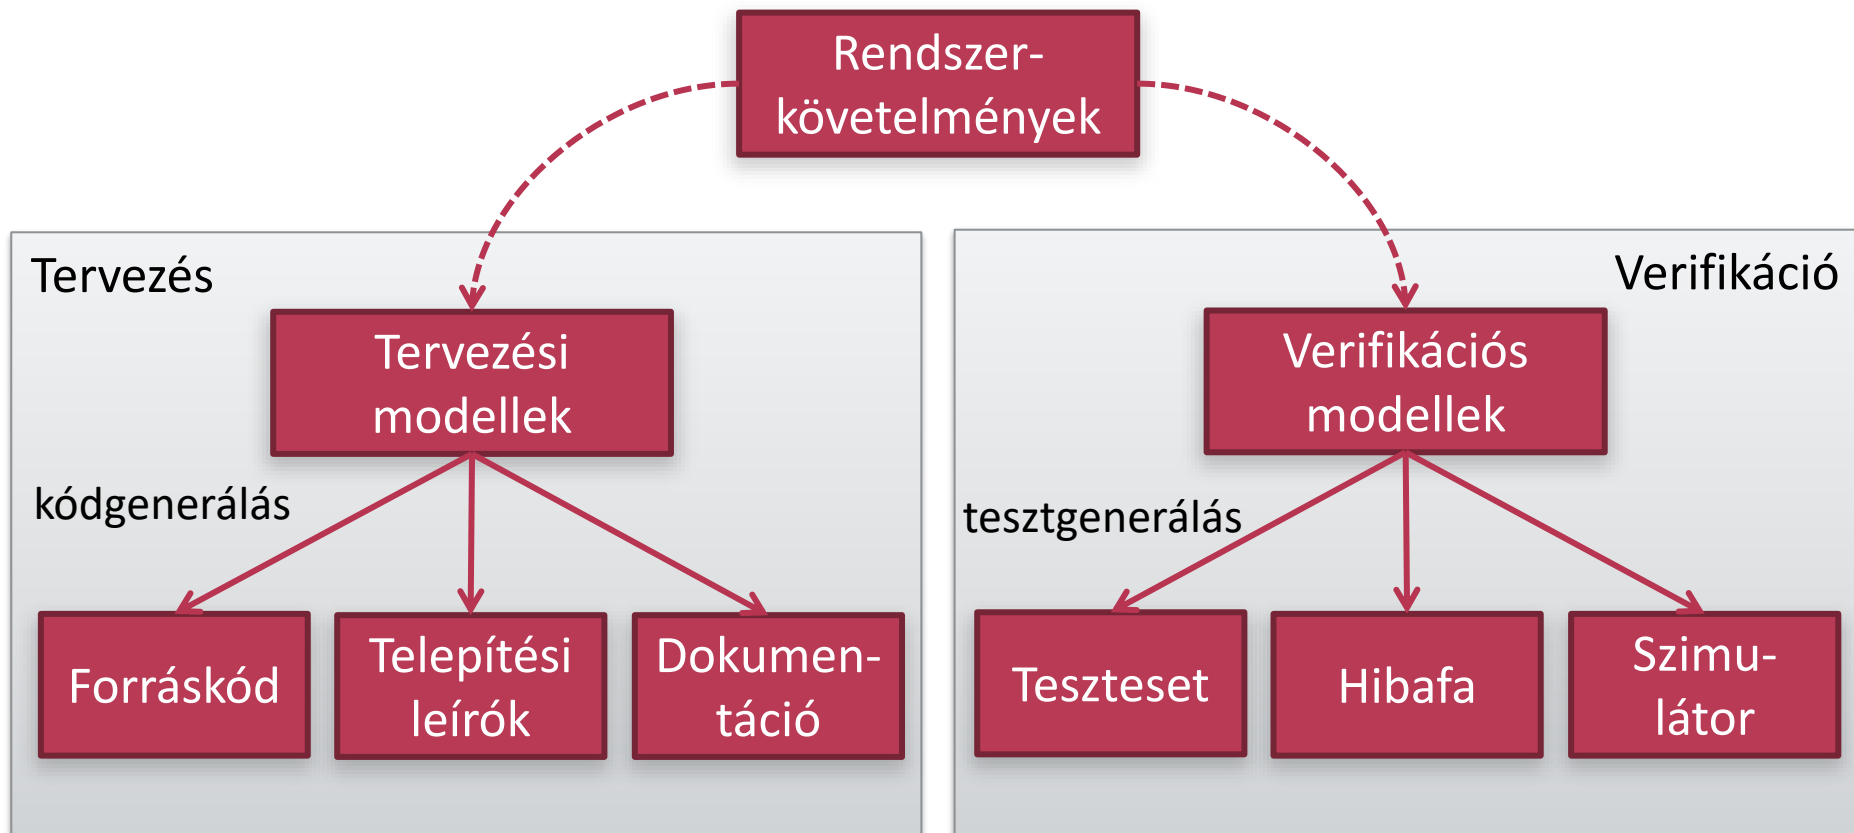 Rendszer-
követelmények
Tervezés
Verifikáció
Tervezési
modellek
Verifikációs
modellek
kódgenerálás
tesztgenerálás
Forráskód
Telepítési
leírók
Dokumen-
táció
Teszteset
Hibafa
Szimu-
látor